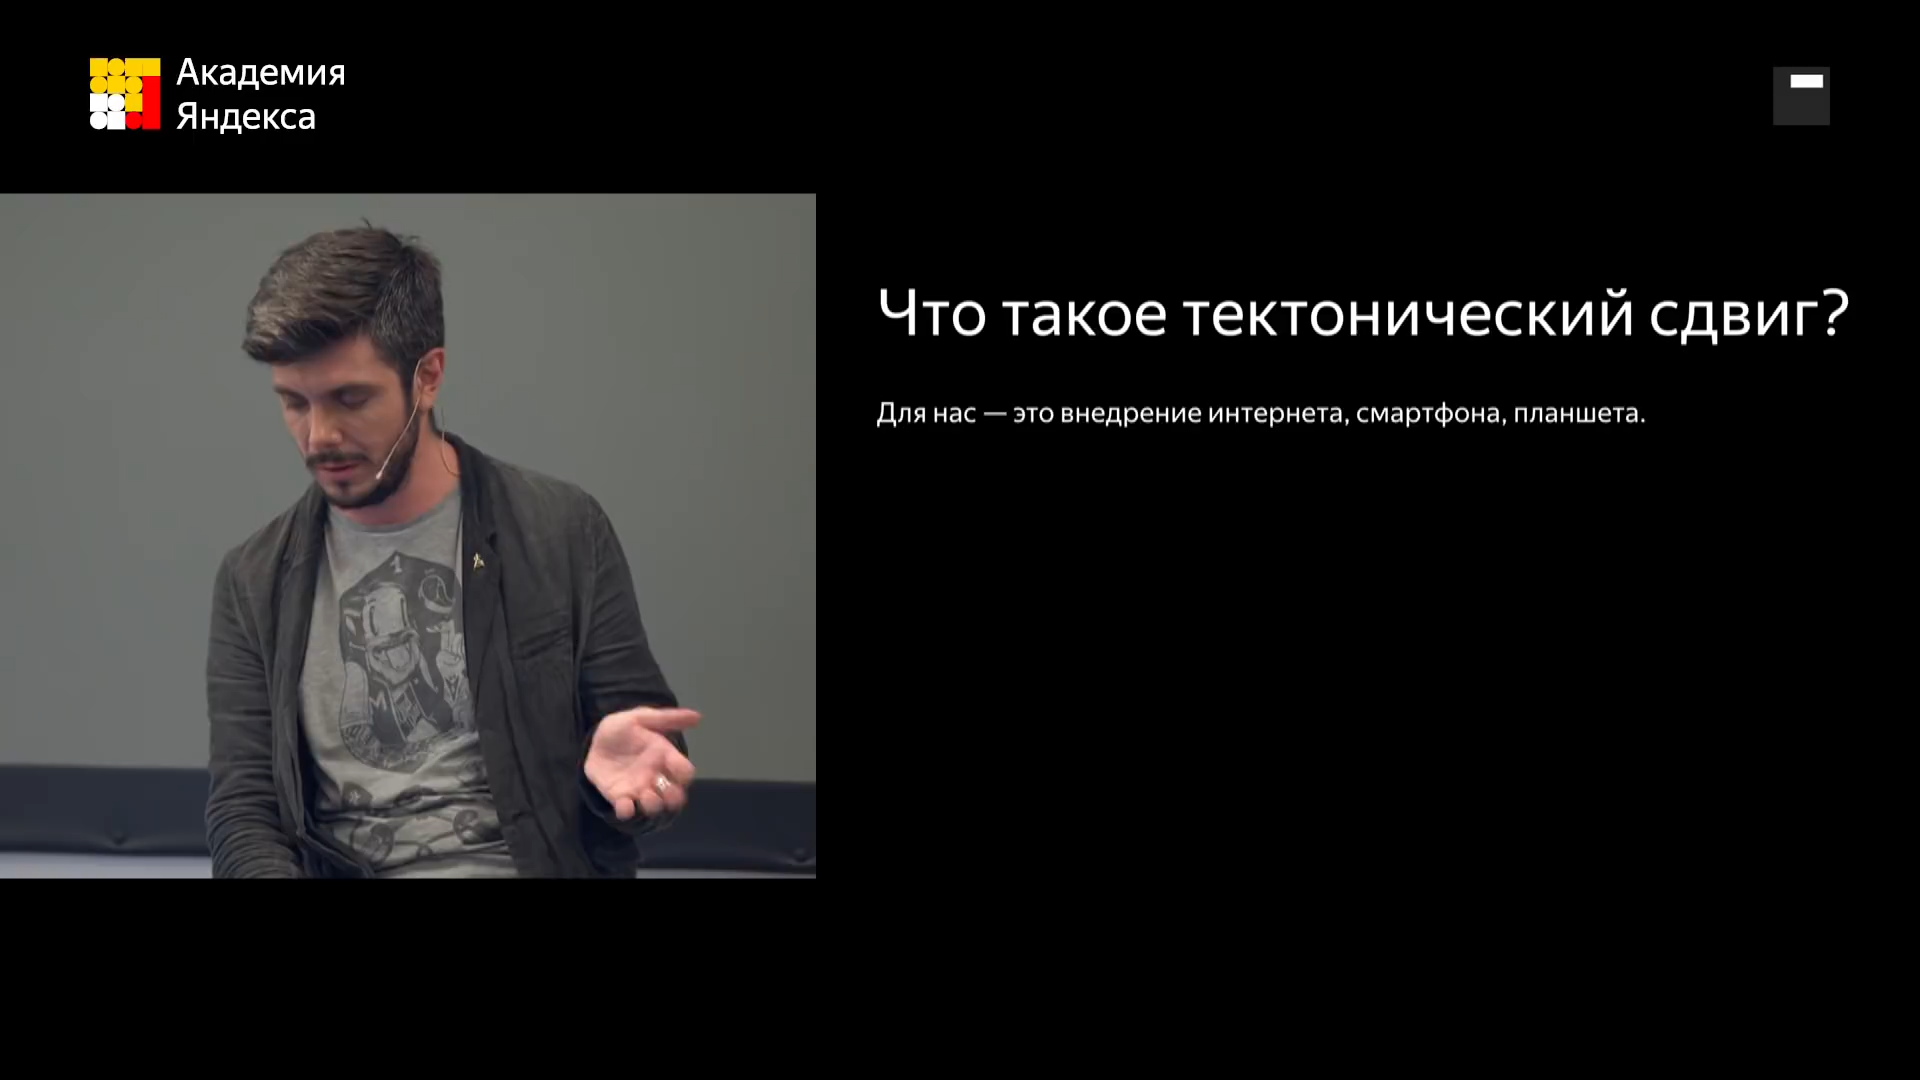 Академия
Яндекса
Что такое тектонический сдвиг?
Для нас — это внедрение интернета, смартфона, планшета.